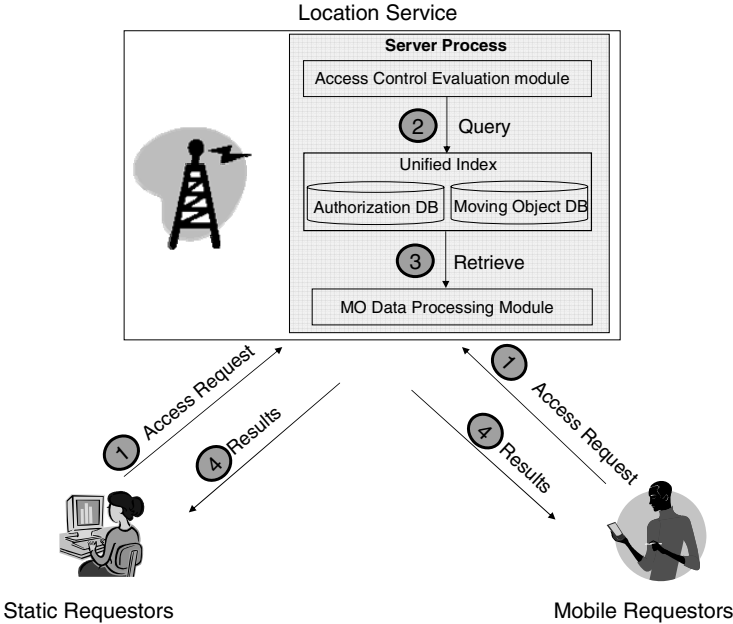 Location Service
Server Process
Access Control Evaluation module
2 Query
Unified Index
Authorization DB
Moving Object DB
3 Retrieve
MO Data Processing Module
1 Access Request
4 Results
1 Access Request
4 Results
Static Requestors
Mobile Requestors